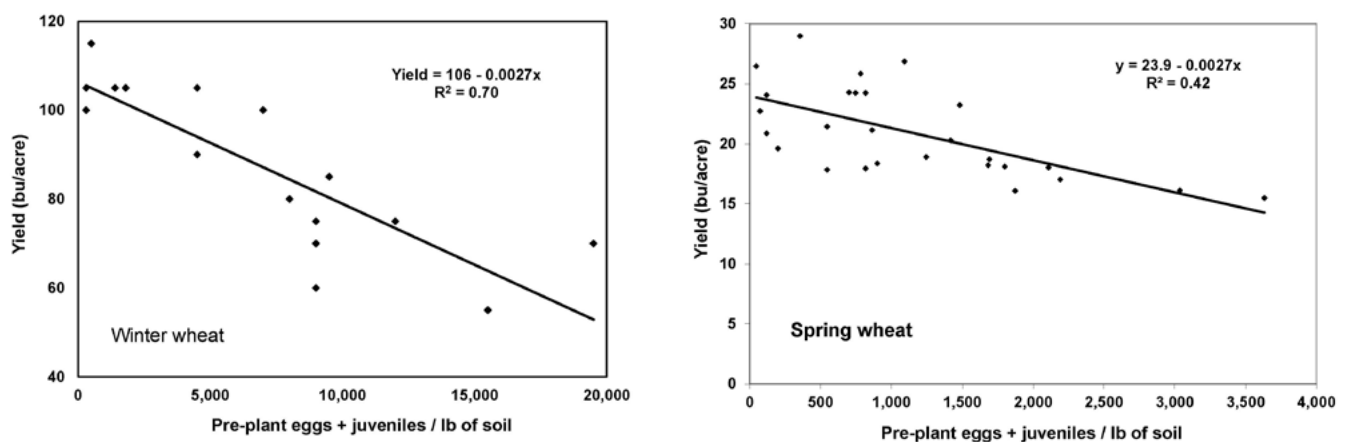 120
100
80
60
40
Yield (bu/acre)
Yield = 106 - 0.0027x
R² = 0.70
Winter wheat
0
5,000
10,000
15,000
20,000
Pre-plant eggs + juveniles / lb of soil
30
25
20
15
10
5
0
Yield (bu/acre)
y = 23.9 - 0.0027x
R² = 0.42
Spring wheat
0
500
1,000
1,500
2,000
2,500
3,000
3,500
4,000
Pre-plant eggs + juveniles / lb of soil